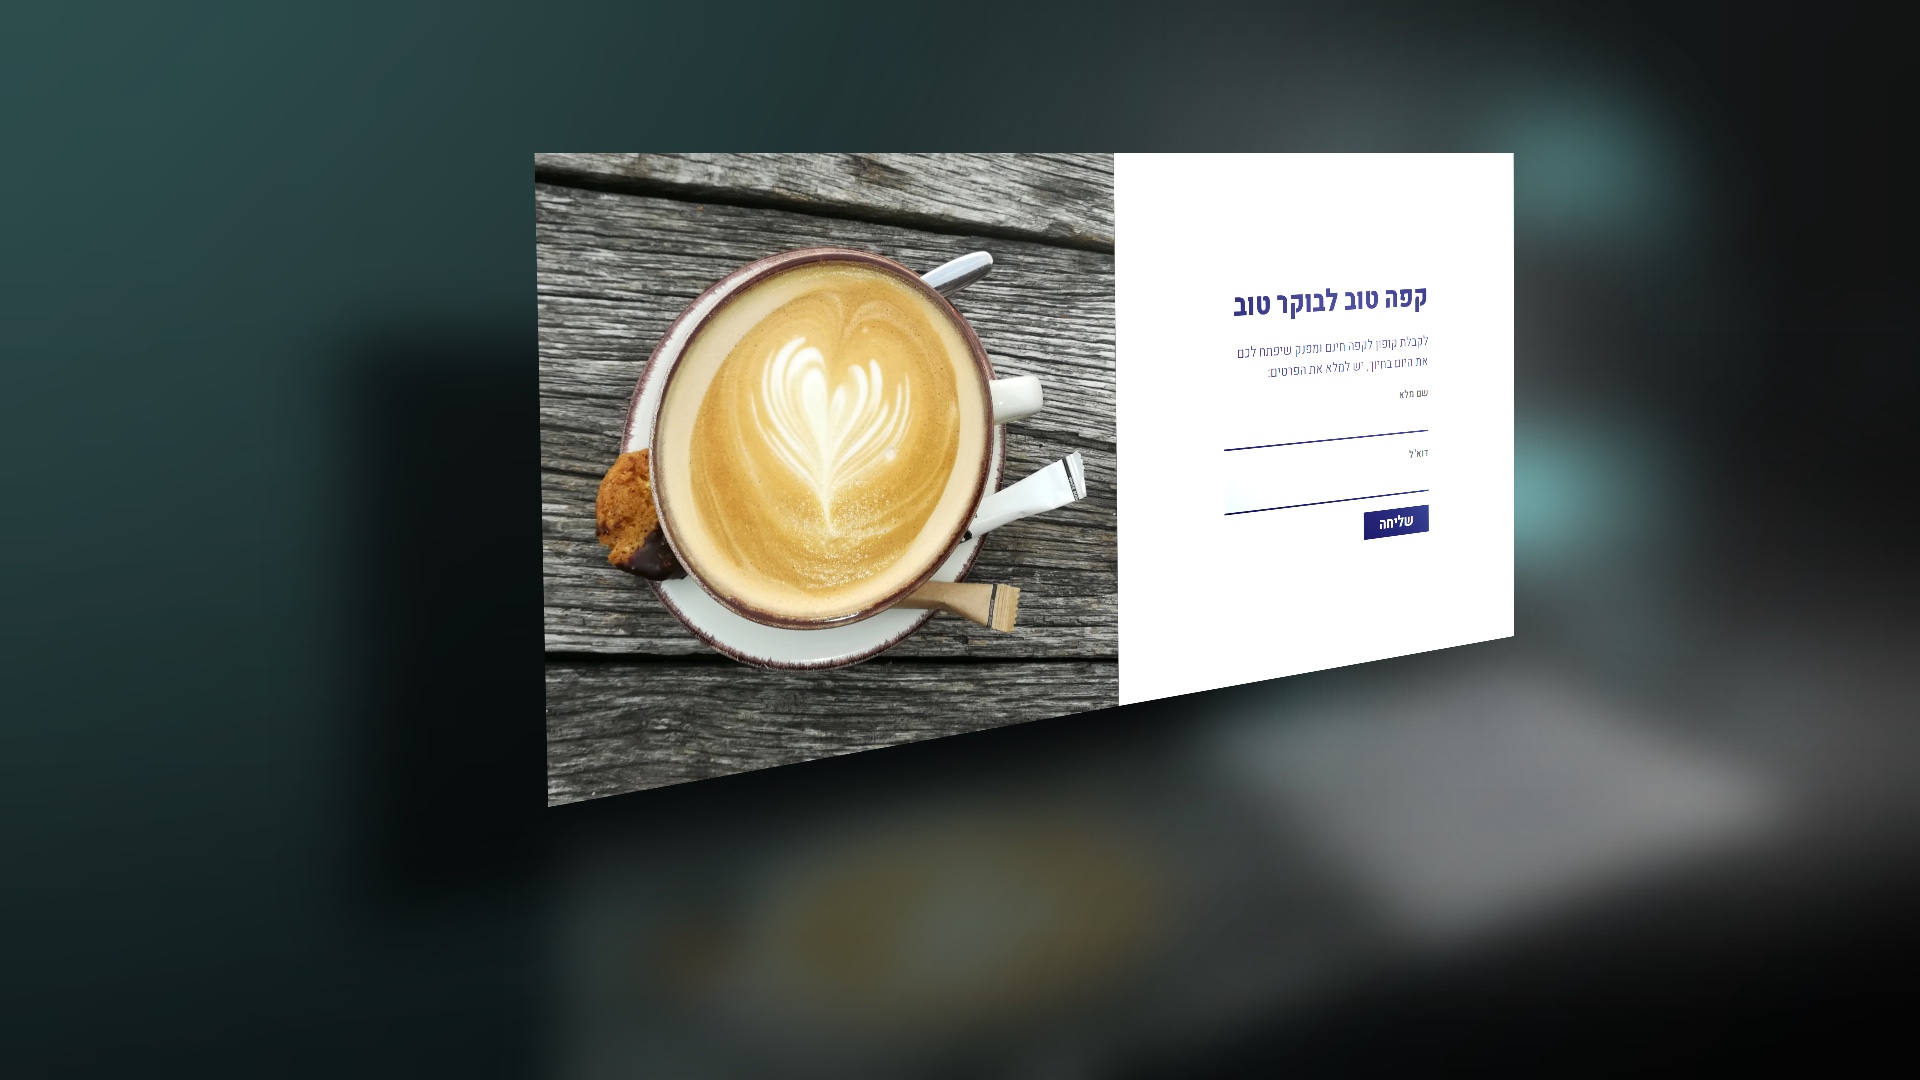 קפה טוב לבוקר טוב
לקבלת קופון לקפה חינם ומפנק שיפתח לכם
את היום בחיוך, יש למלא את הפרטים:
שם מלא
דוא"ל
שליחה